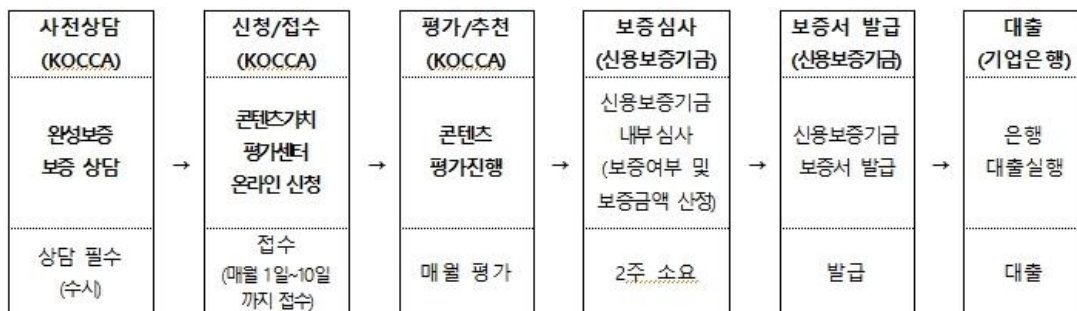 사전상담
(KOCCA)
완성보증
보증 상담
상담 필수
(수시)
→
신청/접수
(KOCCA)
콘텐츠가치
평가센터
온라인 신청
접수
(매월 1일~10일
까지 접수)
→
평가/추천
(KOCCA)
콘텐츠
평가진행
매월 평가
→
보증심사
(신용보증기금)
신용보증기금
내부심사
(보증여부 및
보증금액 산정)
2주 소요
→
보증서 발급
(신용보증기금)
신용보증기금
보증서 발급
발급
→
대출
(기업은행)
은행
대출실행
대출